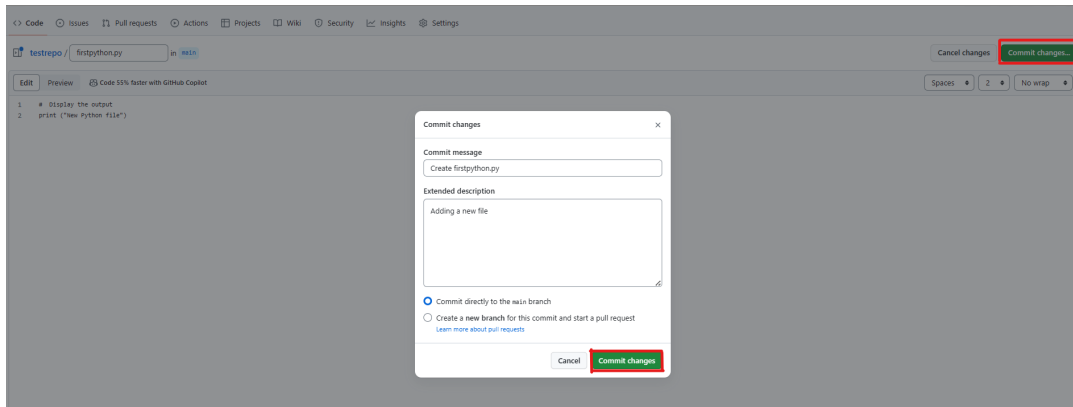 <> Code Issues Pull requests Actions Projects Wiki Security Insights Settings
testrepo / firstpython.py in main Cancel changes Commit changes...
Edit Preview Code 55% faster with GitHub Copilot Spaces 2 No wrap
1 # Display the output
2 print ("New Python file")
Commit changes ×
Commit message
Create firstpython.py
Extended description
Adding a new file
Commit directly to the main branch
Create a new branch for this commit and start a pull request
Learn more about pull requests
Cancel Commit changes